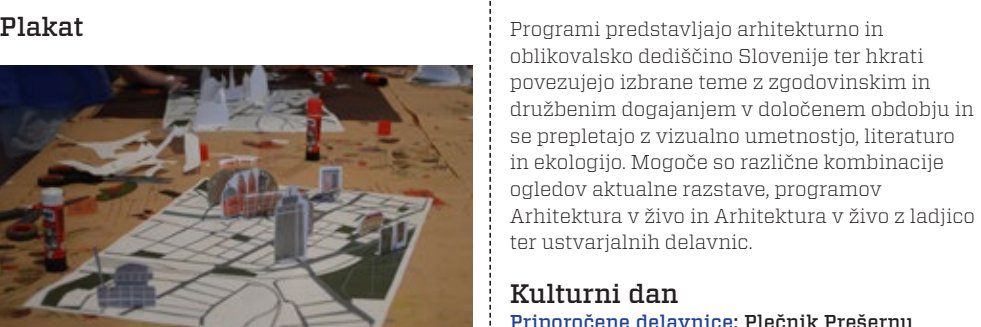 Plakat
Programi predstavljajo arhitekturno in
oblikovalsko dediščino Slovenije ter hkrati
povezujejo izbrane teme z zgodovinskim in
družbenim dogajanjem v določenem obdobju in
se prepletajo z vizualno umetnostjo, literaturo
in ekologijo. Mogoče so različne kombinacije
ogledov aktualne razstave, programov
Arhitektura v živo in Arhitektura v živo z ladjico
ter ustvarjalnih delavnic.
Kulturni dan
Priporočene delavnice: Plečnik Prešernu